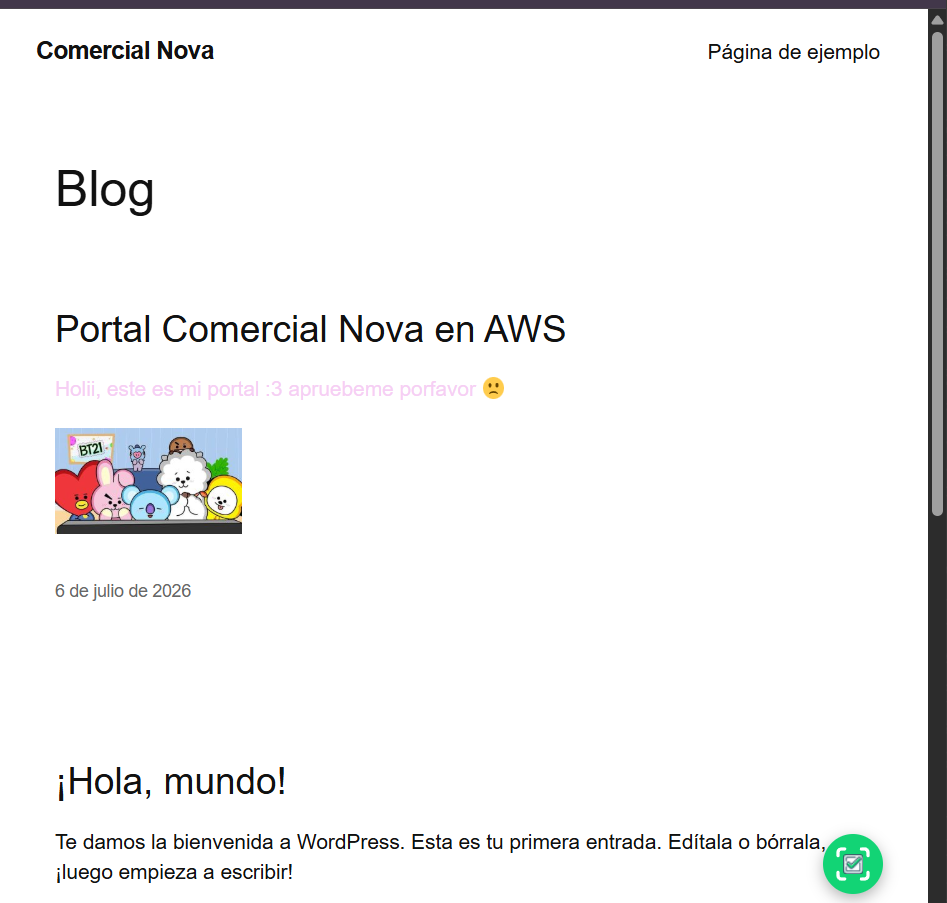 Comercial Nova
Página de ejemplo
Blog
Portal Comercial Nova en AWS
Holii, este es mi portal :3 apruebeme porfavor 🙁
BT21
6 de julio de 2026
¡Hola, mundo!
Te damos la bienvenida a WordPress. Esta es tu primera entrada. Edítala o bórrala,
¡luego empieza a escribir!